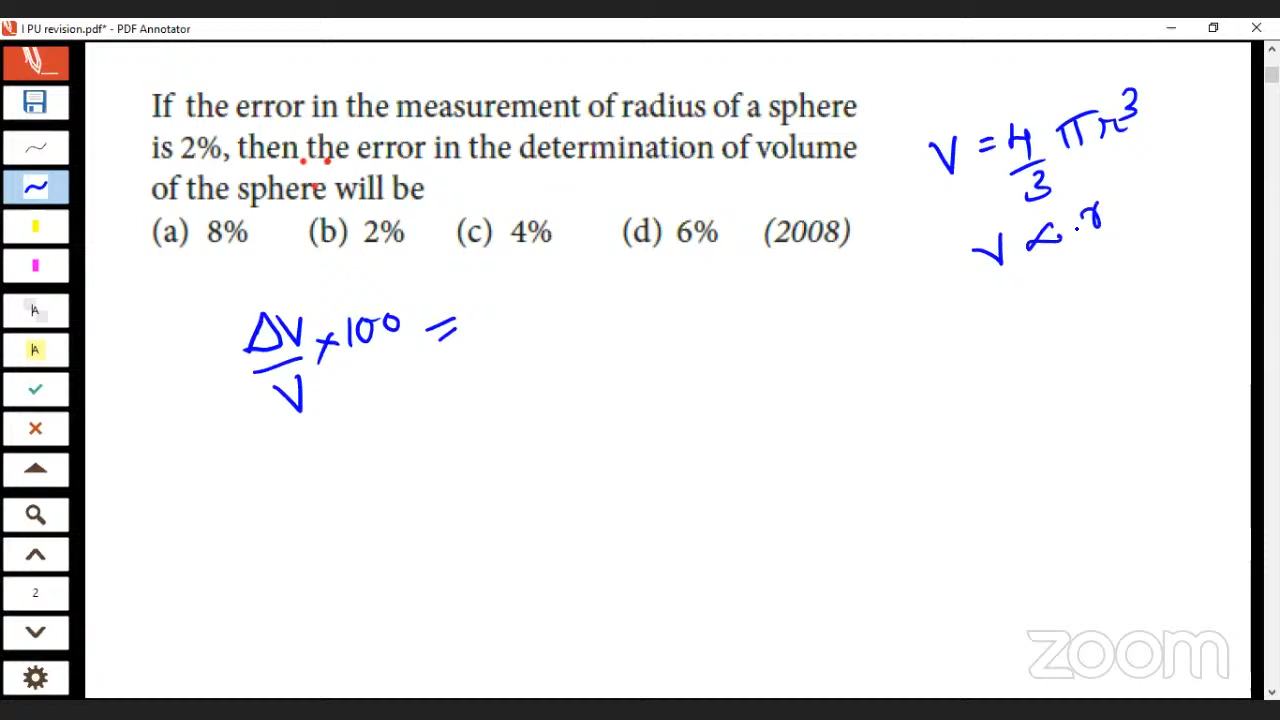 I PU revision.pdf* - PDF Annotator
If the error in the measurement of radius of a sphere
is 2%, then the error in the determination of volume
of the sphere will be
(a) 8% (b) 2% (c) 4% (d) 6% (2008)
V = 4/3 πr³
V ∝ r
ΔV/V × 100 =
2
zoom